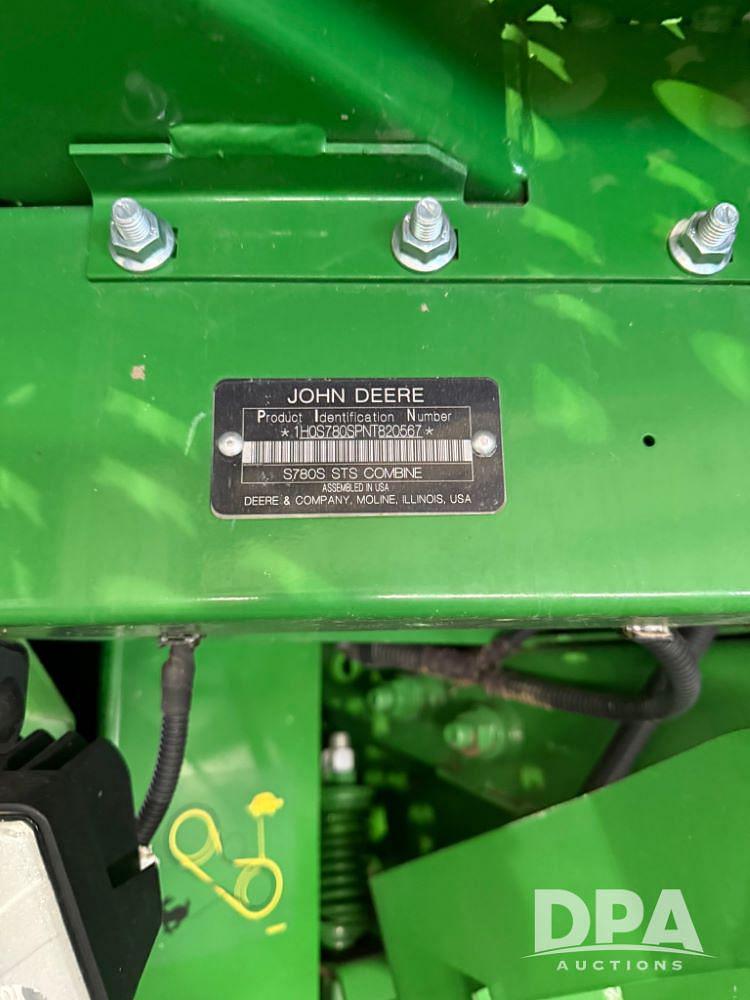 JOHN DEERE
Product Identification Number
*1H0S780SPNT820567*
S780S STS COMBINE
ASSEMBLED IN USA
DEERE & COMPANY, MOLINE, ILLINOIS, USA
DPA
AUCTIONS